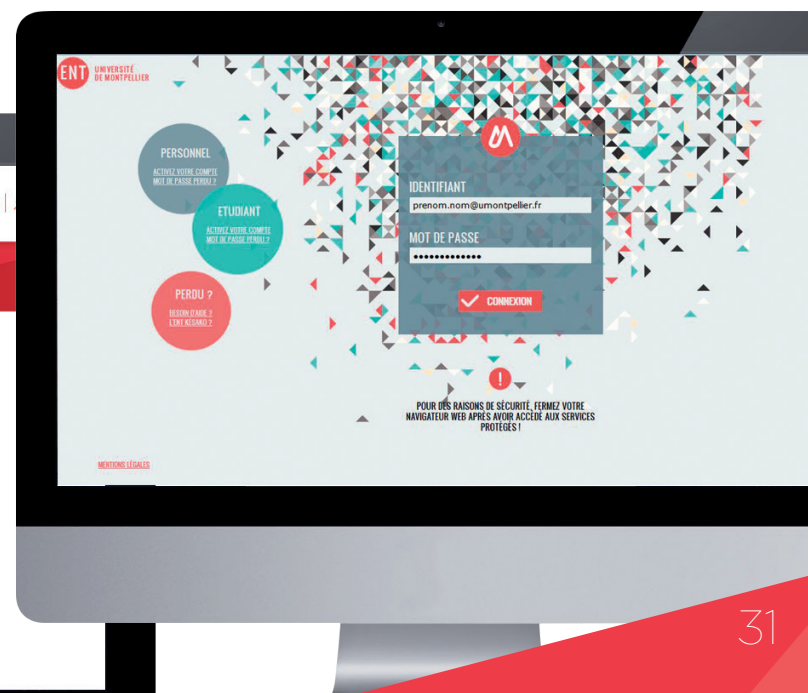 ENT UNIVERSITÉ
DE MONTPELLIER
PERSONNEL
ACTIVEZ VOTRE COMPTE
MOT DE PASSE PERDU ?
ETUDIANT
ACTIVEZ VOTRE COMPTE
MOT DE PASSE PERDU ?
PERDU ?
BESOIN D'AIDE ?
L'ENT KESAKO ?
IDENTIFIANT
prenom.nom@umontpellier.fr
MOT DE PASSE
•••••••••••••
CONNEXION
!
POUR DES RAISONS DE SÉCURITÉ, FERMEZ VOTRE
NAVIGATEUR WEB APRÈS AVOIR ACCÉDÉ AUX SERVICES
PROTÉGÉS !
MENTIONS LÉGALES
31